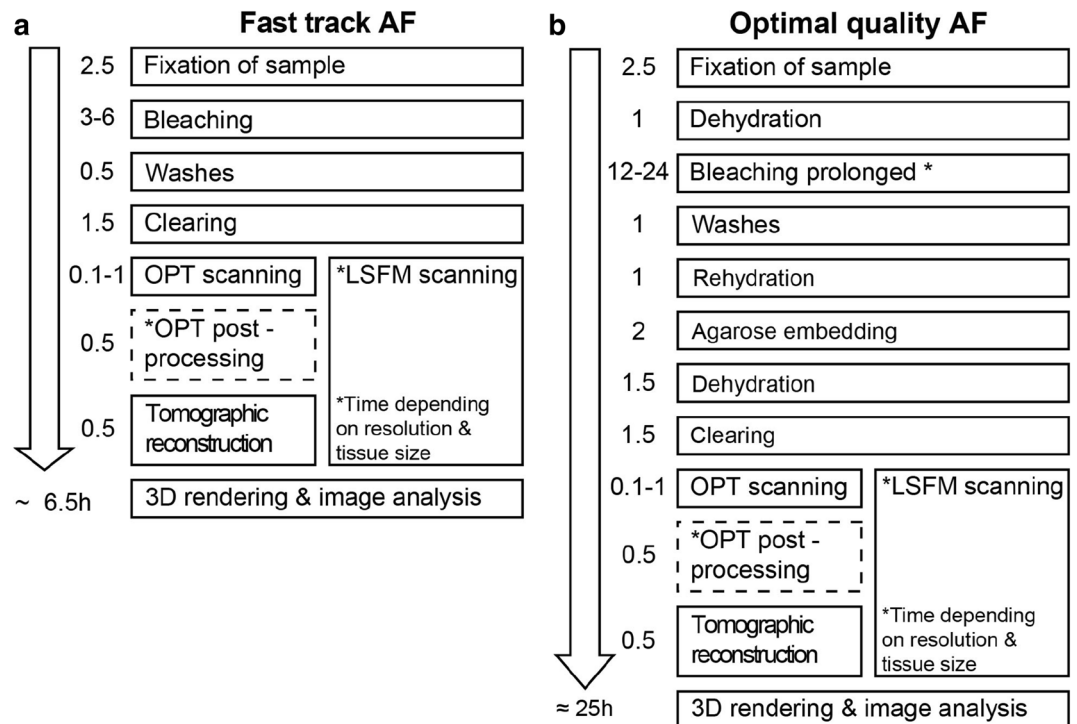 a
Fast track AF
2.5 Fixation of sample
3-6 Bleaching
0.5 Washes
1.5 Clearing
0.1-1 OPT scanning
0.5 *OPT post -
processing
0.5 Tomographic
reconstruction
*LSFM scanning
*Time depending
on resolution &
tissue size
~ 6.5h 3D rendering & image analysis
b
Optimal quality AF
2.5 Fixation of sample
1 Dehydration
12-24 Bleaching prolonged *
1 Washes
1 Rehydration
2 Agarose embedding
1.5 Dehydration
1.5 Clearing
0.1-1 OPT scanning
0.5 *OPT post -
processing
0.5 Tomographic
reconstruction
*LSFM scanning
*Time depending
on resolution &
tissue size
≈ 25h 3D rendering & image analysis